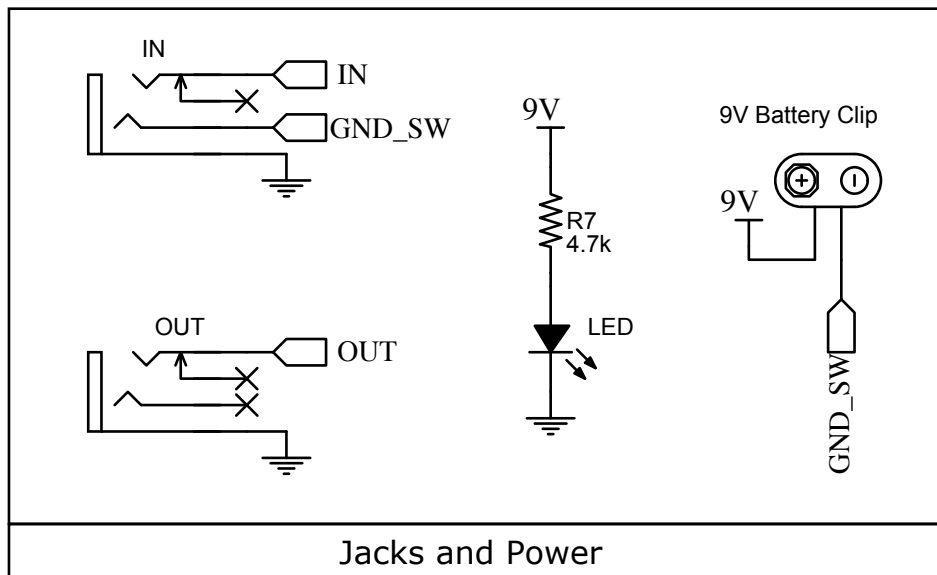 IN
IN
GND_SW
OUT
OUT
9V
R7
4.7k
LED
9V Battery Clip
9V
GND_SW
Jacks and Power